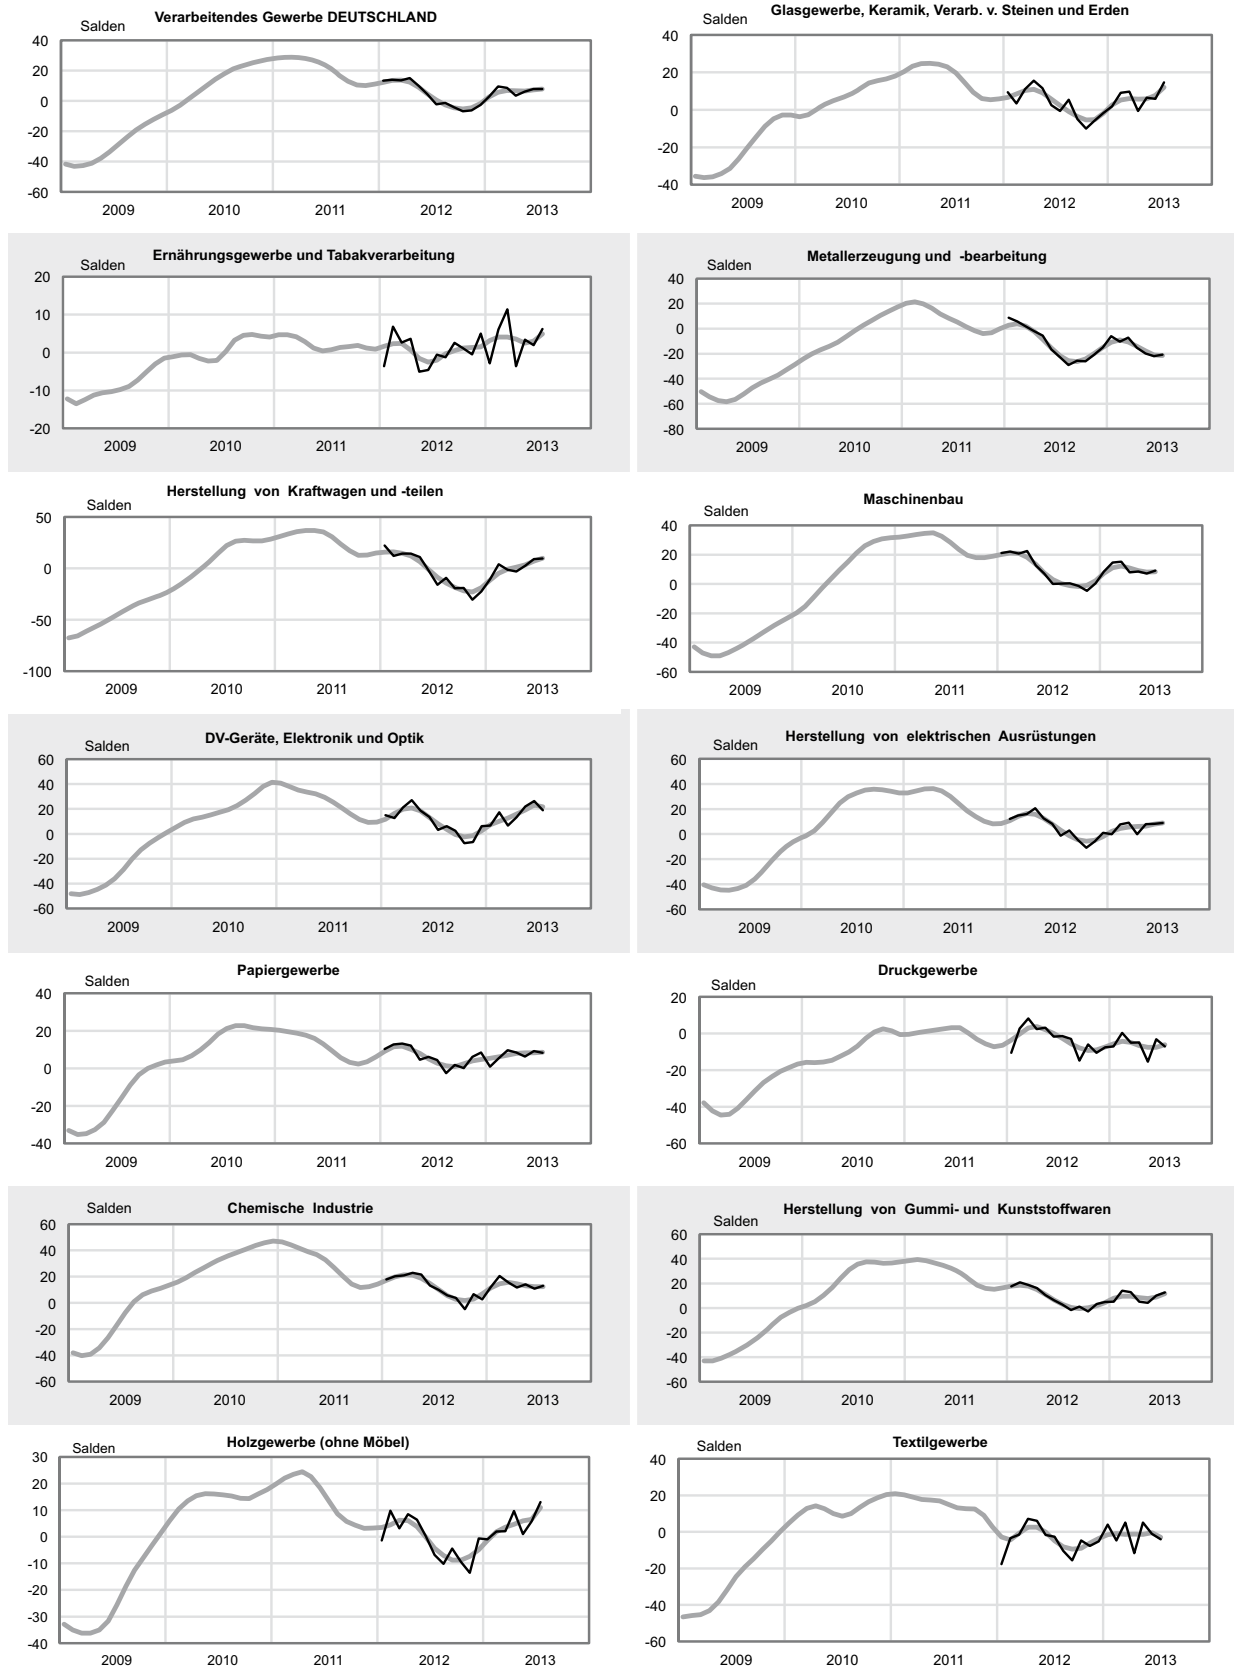 Verarbeitendes Gewerbe DEUTSCHLAND
Salden
40
20
0
-20
-40
-60
2009 2010 2011 2012 2013
Glasgewerbe, Keramik, Verarb. v. Steinen und Erden
Salden
40
20
0
-20
-40
2009 2010 2011 2012 2013
Ernährungsgewerbe und Tabakverarbeitung
Salden
20
10
0
-10
-20
2009 2010 2011 2012 2013
Metallerzeugung und -bearbeitung
Salden
40
20
0
-20
-40
-60
-80
2009 2010 2011 2012 2013
Herstellung von Kraftwagen und -teilen
Salden
50
0
-50
-100
2009 2010 2011 2012 2013
Maschinenbau
Salden
40
20
0
-20
-40
-60
2009 2010 2011 2012 2013
DV-Geräte, Elektronik und Optik
Salden
60
40
20
0
-20
-40
-60
2009 2010 2011 2012 2013
Herstellung von elektrischen Ausrüstungen
Salden
60
40
20
0
-20
-40
-60
2009 2010 2011 2012 2013
Papiergewerbe
Salden
40
20
0
-20
-40
2009 2010 2011 2012 2013
Druckgewerbe
Salden
20
0
-20
-40
-60
2009 2010 2011 2012 2013
Chemische Industrie
Salden
60
40
20
0
-20
-40
-60
2009 2010 2011 2012 2013
Herstellung von Gummi- und Kunststoffwaren
Salden
60
40
20
0
-20
-40
-60
2009 2010 2011 2012 2013
Holzgewerbe (ohne Möbel)
Salden
30
20
10
0
-10
-20
-30
-40
2009 2010 2011 2012 2013
Textilgewerbe
Salden
40
20
0
-20
-40
-60
2009 2010 2011 2012 2013